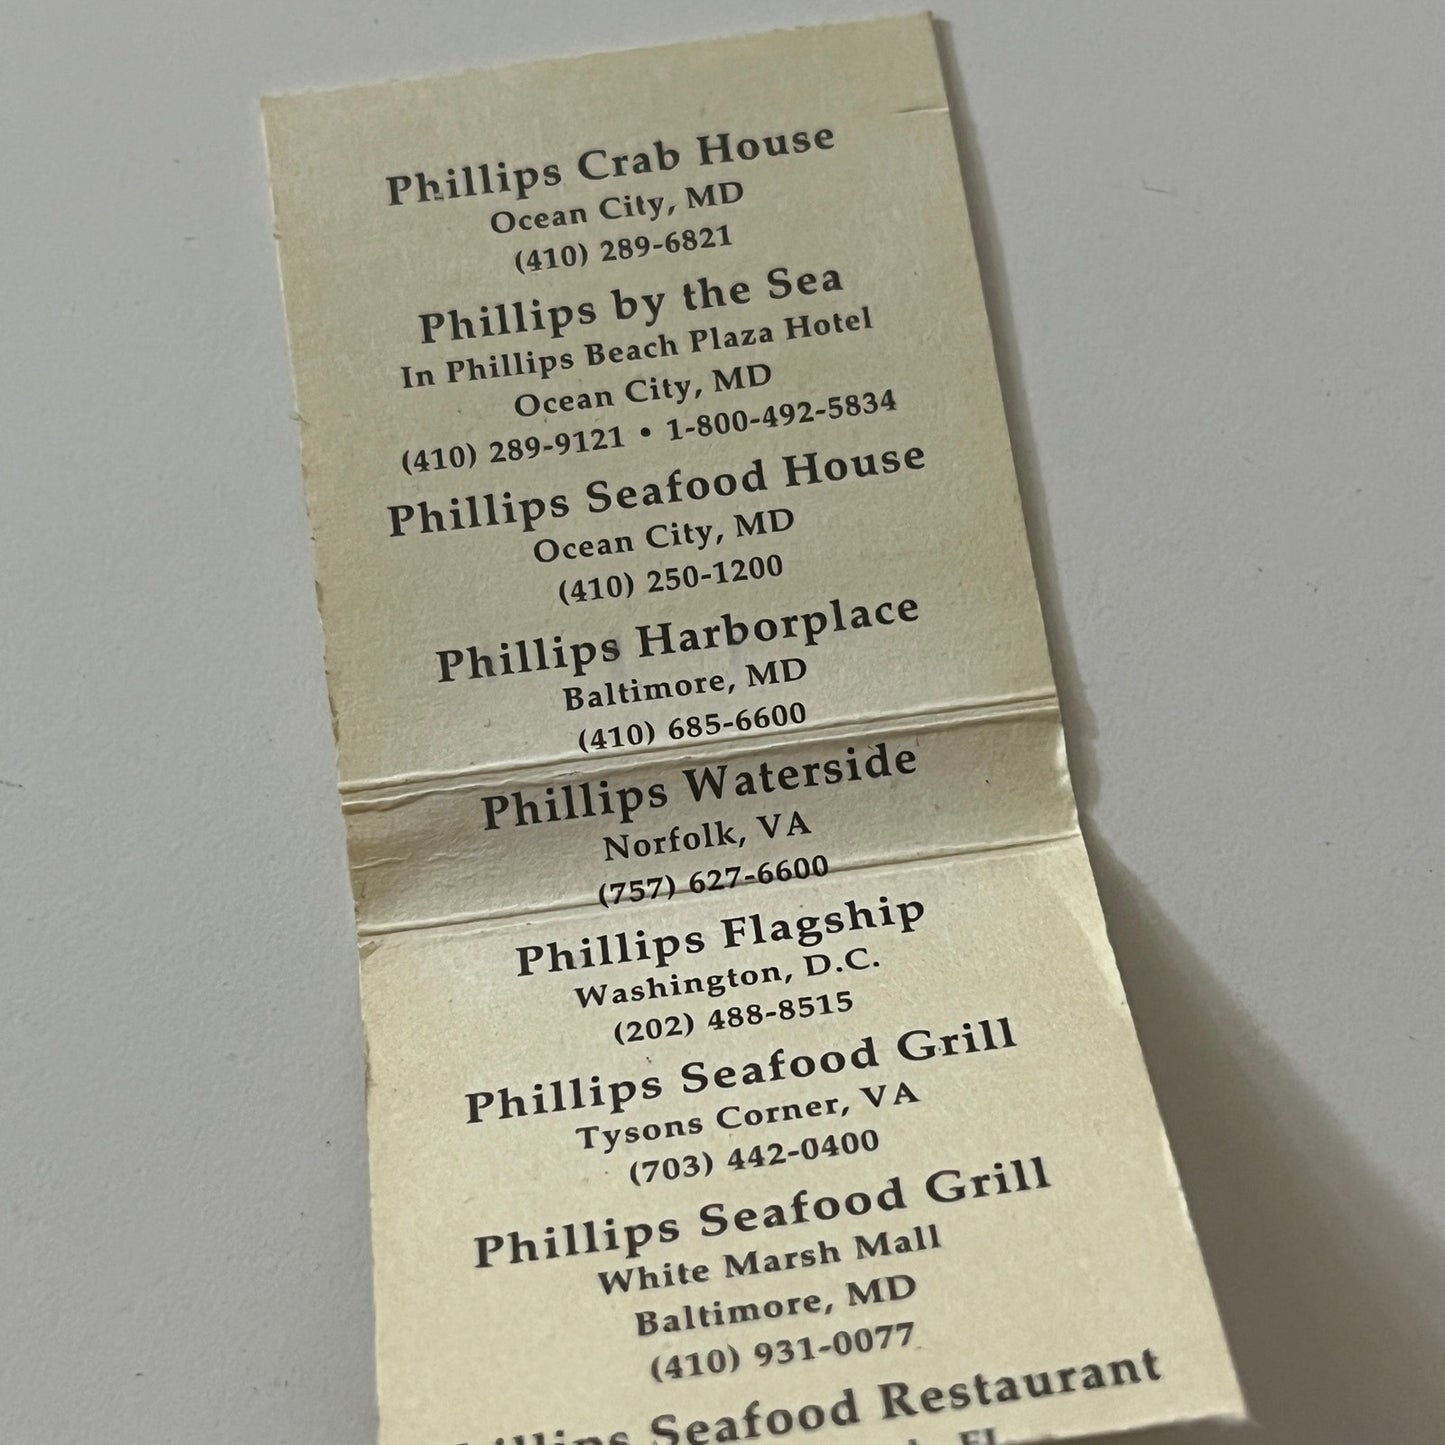 Phillips Crab House
Ocean City, MD
(410) 289-6821
Phillips by the Sea
In Phillips Beach Plaza Hotel
Ocean City, MD
(410) 289-9121 • 1-800-492-5834
Phillips Seafood House
Ocean City, MD
(410) 250-1200
Phillips Harborplace
Baltimore, MD
(410) 685-6600
Phillips Waterside
Norfolk, VA
(757) 627-6600
Phillips Flagship
Washington, D.C.
(202) 488-8515
Phillips Seafood Grill
Tysons Corner, VA
(703) 442-0400
Phillips Seafood Grill
White Marsh Mall
Baltimore, MD
(410) 931-0077
Phillips Seafood Restaurant
FL